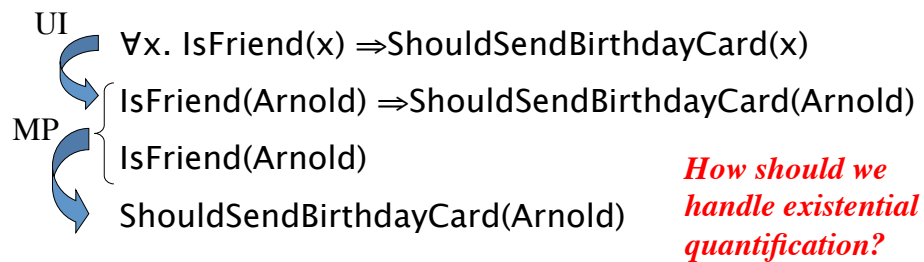 UI
∀x. IsFriend(x) ⇒ShouldSendBirthdayCard(x)
IsFriend(Arnold) ⇒ShouldSendBirthdayCard(Arnold)
MP
IsFriend(Arnold)
ShouldSendBirthdayCard(Arnold)
How should we
handle existential
quantification?